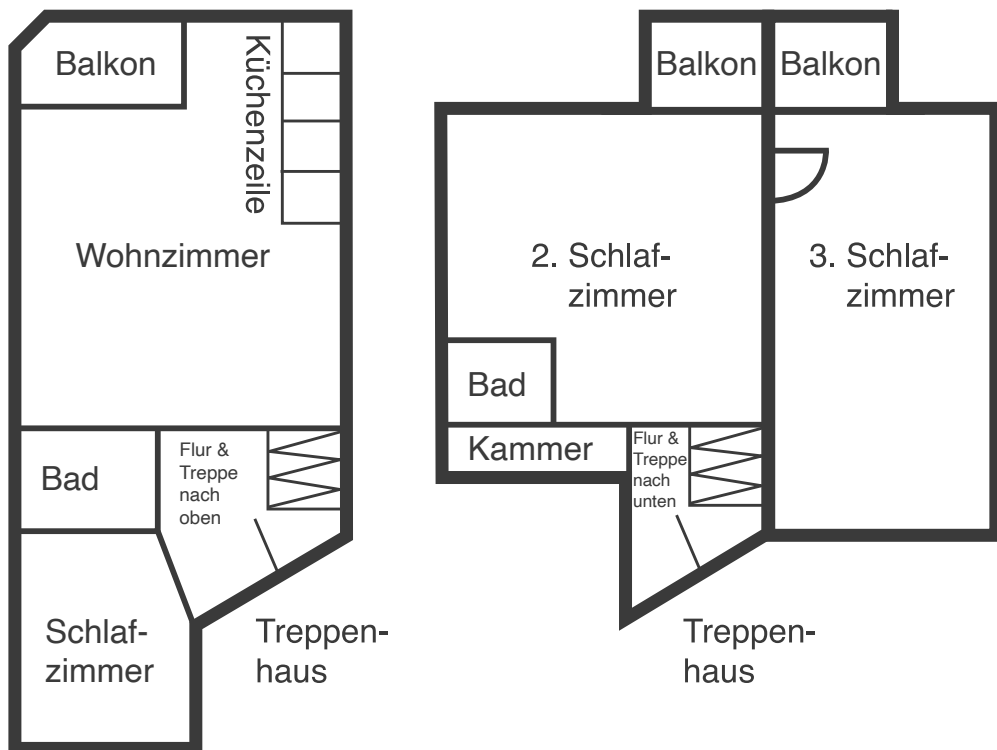 Balkon
Küchenzeile
Wohnzimmer
Bad
Flur &
Treppe
nach
oben
Schlaf-
zimmer
Treppen-
haus
Balkon
Balkon
2. Schlaf-
zimmer
3. Schlaf-
zimmer
Bad
Kammer
Flur &
Treppe
nach
unten
Treppen-
haus